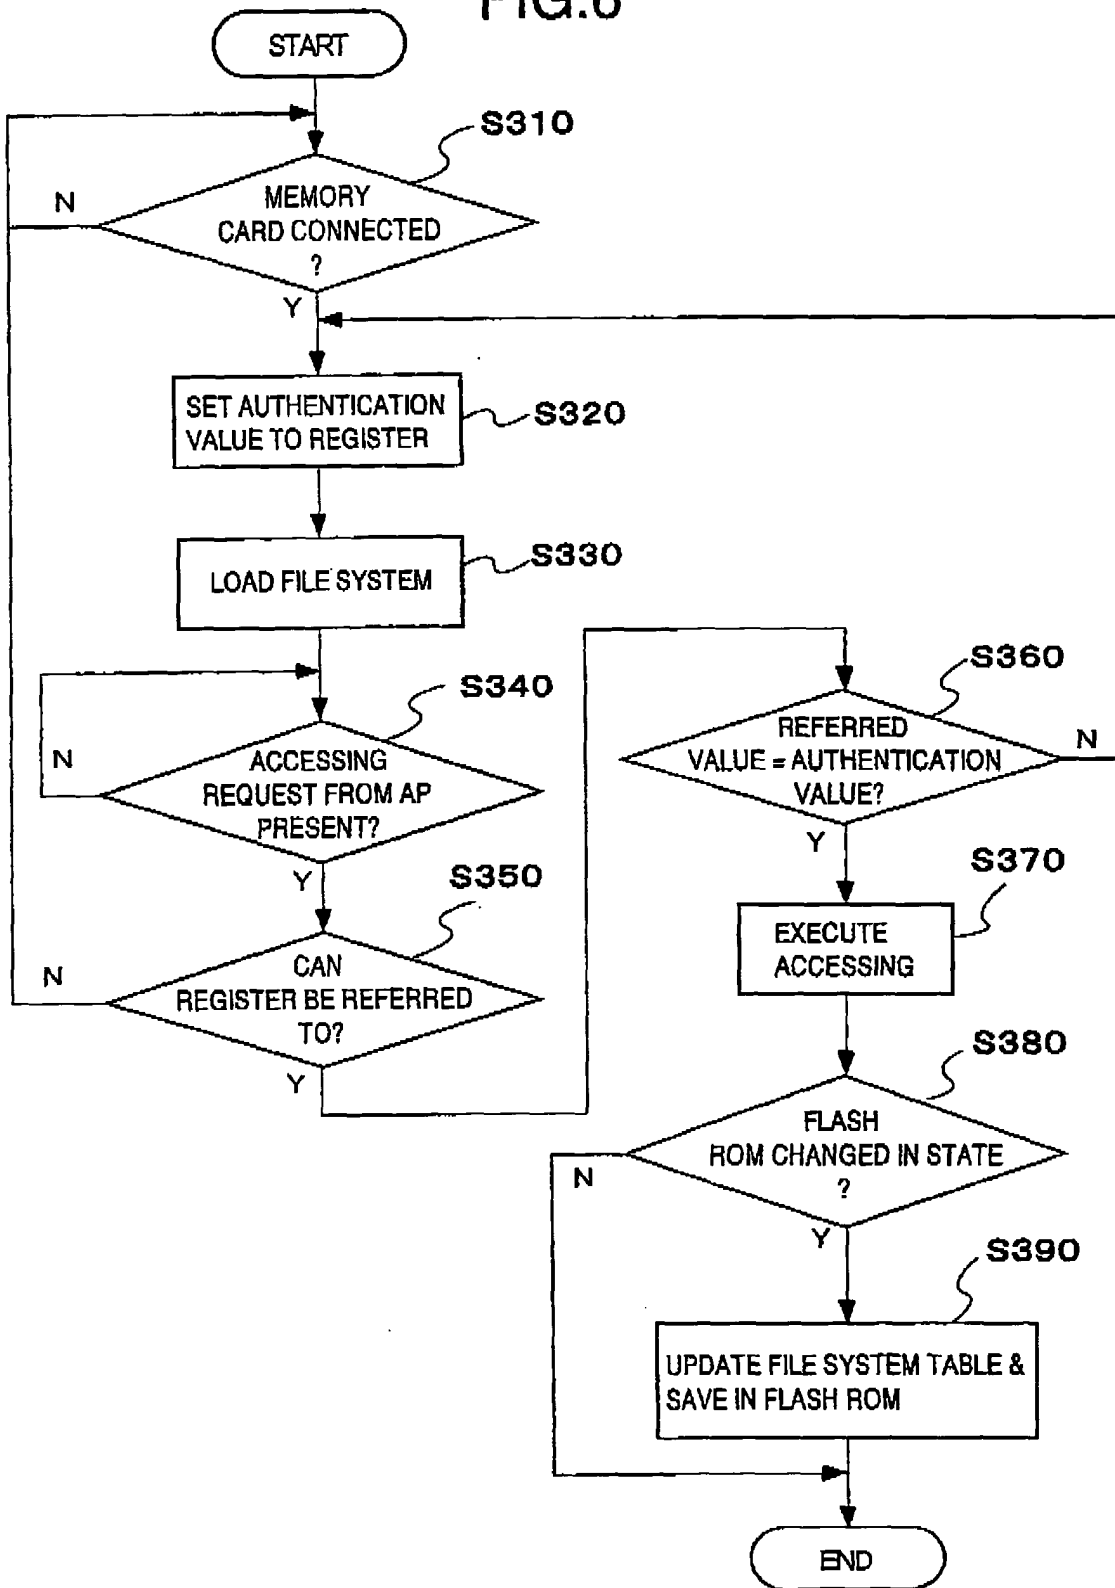 FIG.6
START
S310
MEMORY
CARD CONNECTED
?
N
Y
SET AUTHENTICATION
VALUE TO REGISTER
S320
LOAD FILE SYSTEM
S330
S340
ACCESSING
REQUEST FROM AP
PRESENT?
N
Y
S350
CAN
REGISTER BE REFERRED
TO?
N
Y
S360
REFERRED
VALUE = AUTHENTICATION
VALUE?
N
Y
S370
EXECUTE
ACCESSING
S380
FLASH
ROM CHANGED IN STATE
?
N
Y
S390
UPDATE FILE SYSTEM TABLE &
SAVE IN FLASH ROM
END